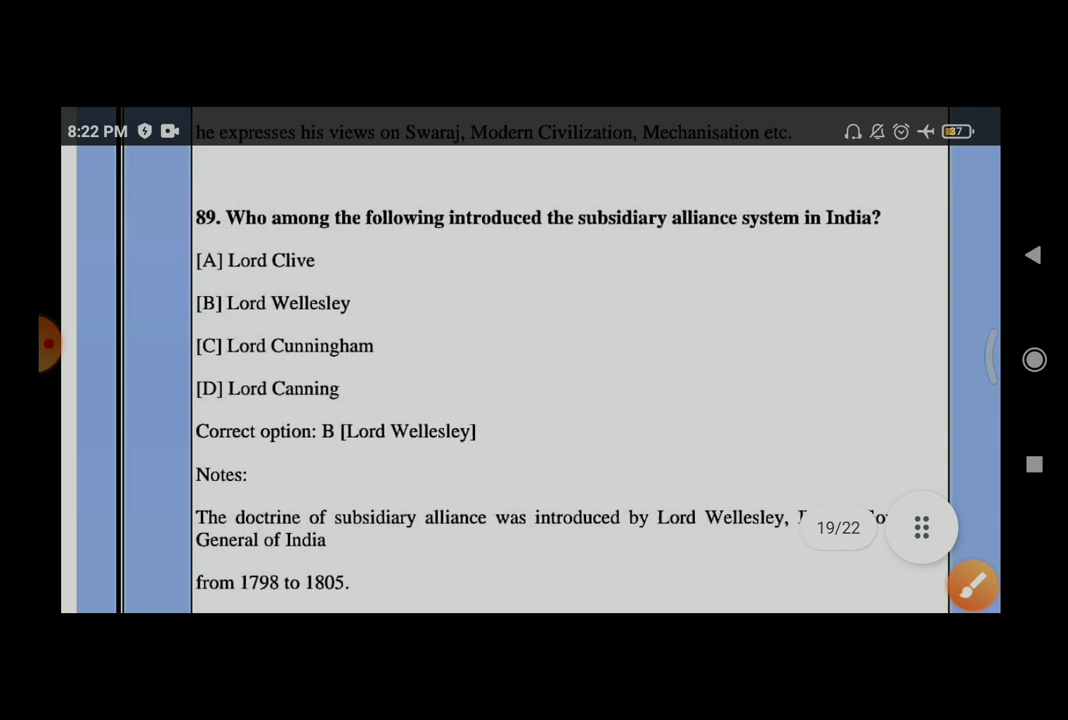 8:22 PM
37
he expresses his views on Swaraj, Modern Civilization, Mechanisation etc.
89. Who among the following introduced the subsidiary alliance system in India?
[A] Lord Clive
[B] Lord Wellesley
[C] Lord Cunningham
[D] Lord Canning
Correct option: B [Lord Wellesley]
Notes:
The doctrine of subsidiary alliance was introduced by Lord Wellesley,
19/22
General of India
from 1798 to 1805.